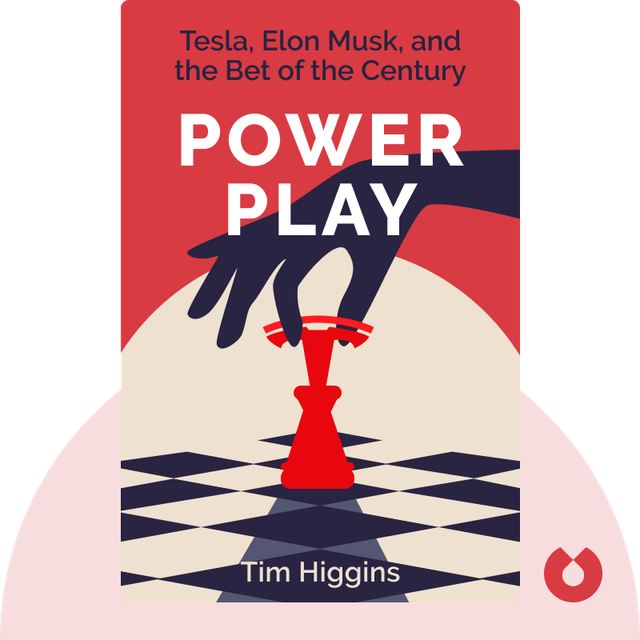 Tesla, Elon Musk, and
the Bet of the Century
POWER
PLAY
Tim Higgins